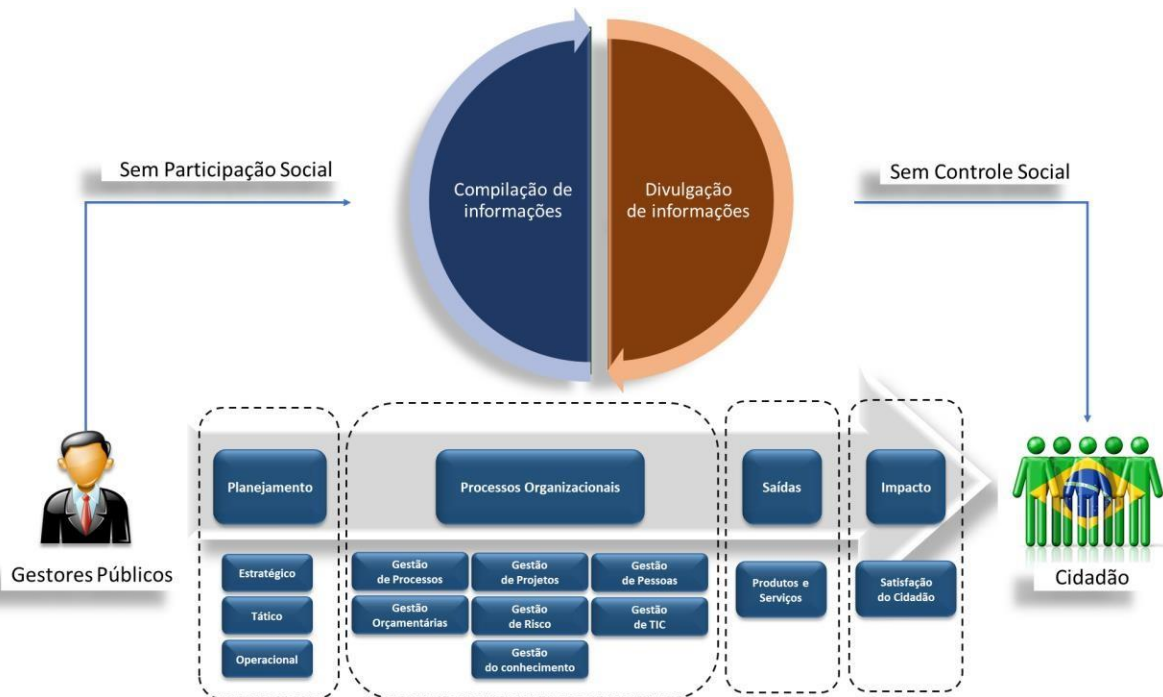 Sem Participação Social
Compilação de
informações
Divulgação
de informações
Sem Controle Social
Gestores Públicos
Planejamento
Estratégico
Tático
Operacional
Processos Organizacionais
Gestão
de Processos
Gestão
de Projetos
Gestão
de Pessoas
Gestão
Orçamentárias
Gestão
de Risco
Gestão
de TIC
Gestão
do conhecimento
Saídas
Produtos e
Serviços
Impacto
Satisfação
do Cidadão
Cidadão